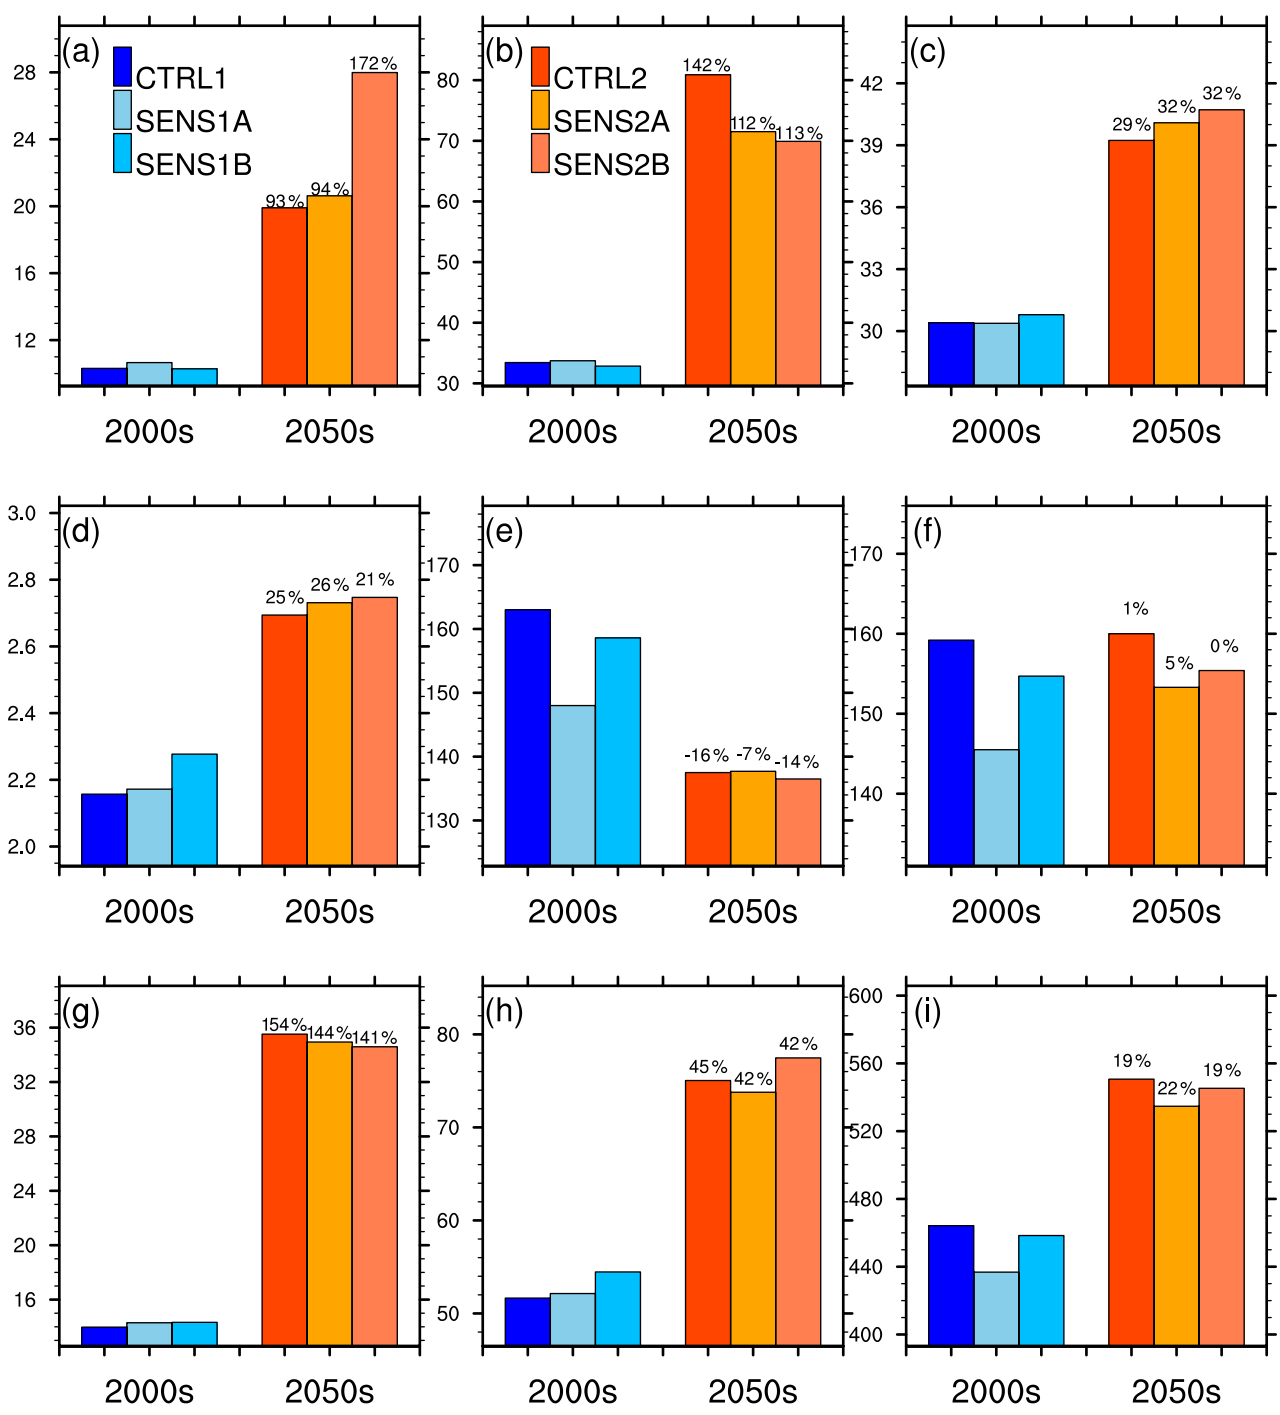 (a)
CTRL1
SENS1A
SENS1B
28
24
20
16
12
93%
94%
172%
2000s
2050s
(b)
CTRL2
SENS2A
SENS2B
80
70
60
50
40
30
142%
112%
113%
2000s
2050s
(c)
42
39
36
33
30
29%
32%
32%
2000s
2050s
(d)
3.0
2.8
2.6
2.4
2.2
2.0
25%
26%
21%
2000s
2050s
(e)
170
160
150
140
130
-16%
-7%
-14%
2000s
2050s
(f)
170
160
150
140
1%
5%
0%
2000s
2050s
(g)
36
32
28
24
20
16
154%
144%
141%
2000s
2050s
(h)
80
70
60
50
45%
42%
42%
2000s
2050s
(i)
600
560
520
480
440
400
19%
22%
19%
2000s
2050s